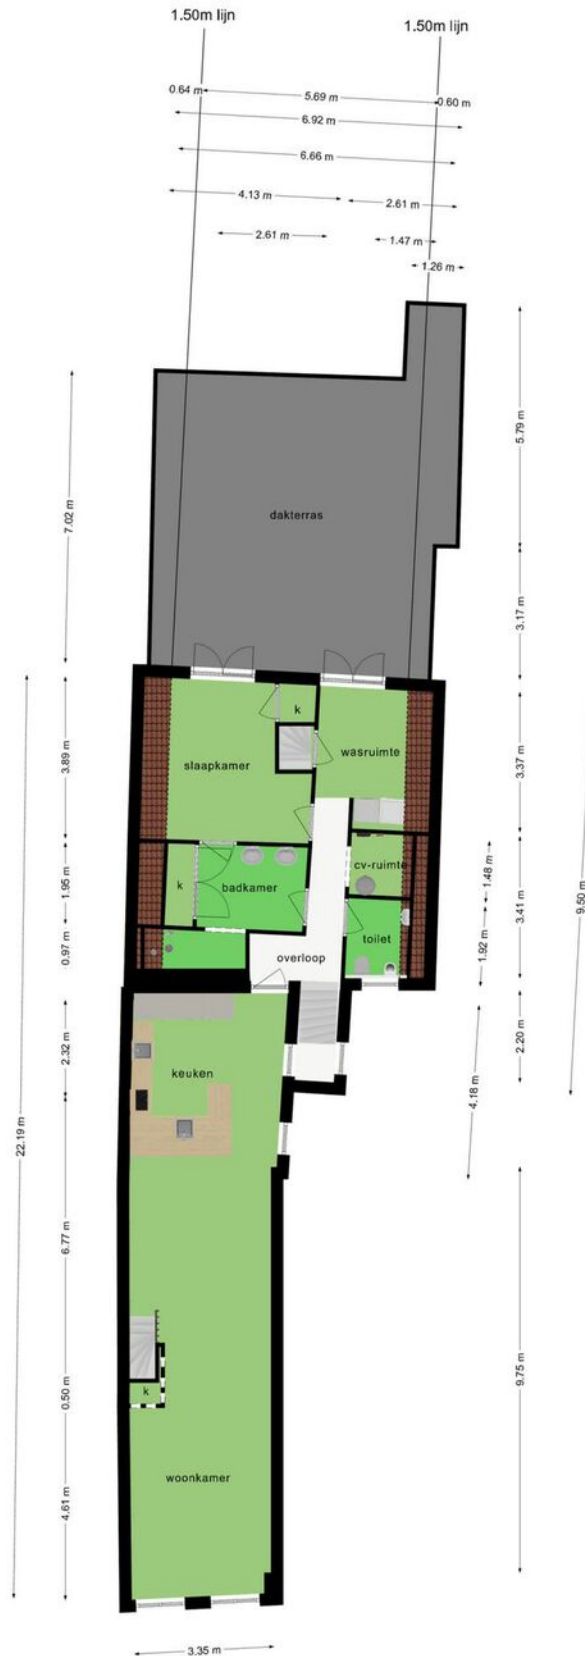 1.50m lijn
1.50m lijn
0.64 m
5.69 m
0.60 m
6.92 m
6.66 m
4.13 m
2.61 m
2.61 m
1.47 m
1.26 m
5.79 m
7.02 m
dakterras
3.17 m
k
3.89 m
slaapkamer
wasruimte
3.37 m
cv-ruimte
1.48 m
k
badkamer
1.95 m
3.41 m
9.50 m
toilet
1.92 m
0.97 m
overloop
2.32 m
keuken
2.20 m
4.18 m
22.19 m
6.77 m
9.75 m
k
0.50 m
woonkamer
4.61 m
3.35 m